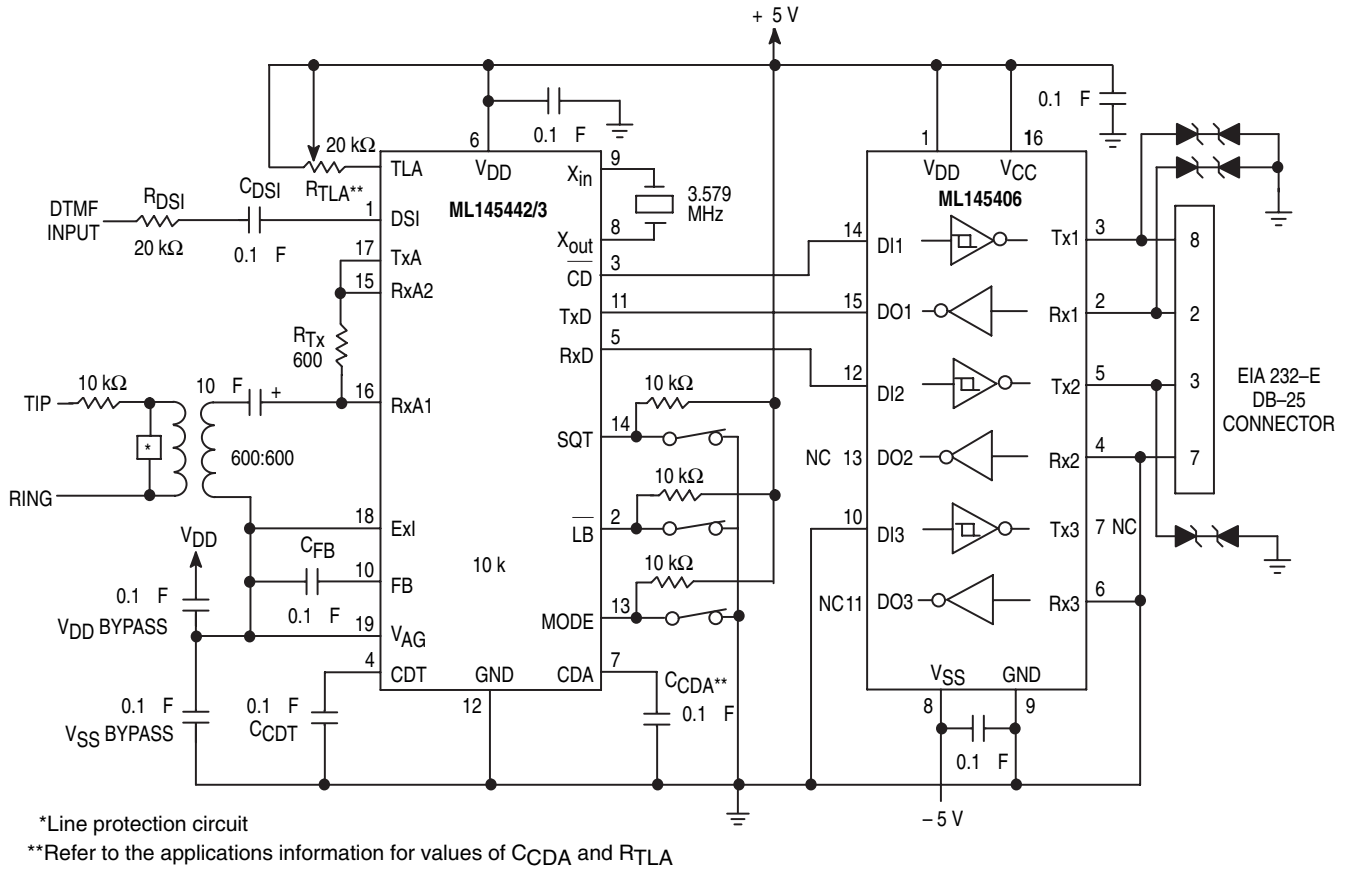 + 5 V
0.1 F
0.1 F
20 kΩ
RTLA**
6
VDD
TLA
9
Xin
3.579
MHz
1
VDD
16
VCC
ML145442/3
ML145406
DTMF
INPUT
RDSI
20 kΩ
CDSI
0.1 F
1
DSI
8
Xout
17
TxA
15
RxA2
3
CD
14
DI1
Tx1
3
8
11
TxD
15
DO1
Rx1
2
2
RTx
600
5
RxD
12
DI2
Tx2
5
3
EIA 232–E
DB–25
CONNECTOR
TIP
10 kΩ
10 F
+
16
RxA1
10 kΩ
14
SQT
*
600:600
NC 13
DO2
Rx2
4
7
RING
10 kΩ
2
LB
18
ExI
10
DI3
Tx3
7 NC
VDD
CFB
0.1 F
10
FB
10 k
10 kΩ
13
MODE
NC11
DO3
Rx3
6
0.1 F
VDD BYPASS
19
VAG
4
CDT
GND
12
CDA
7
CCDA**
0.1 F
0.1 F
VSS BYPASS
0.1 F
CCDT
VSS
8
GND
9
0.1 F
– 5 V
*Line protection circuit
**Refer to the applications information for values of CCDA and RTLA